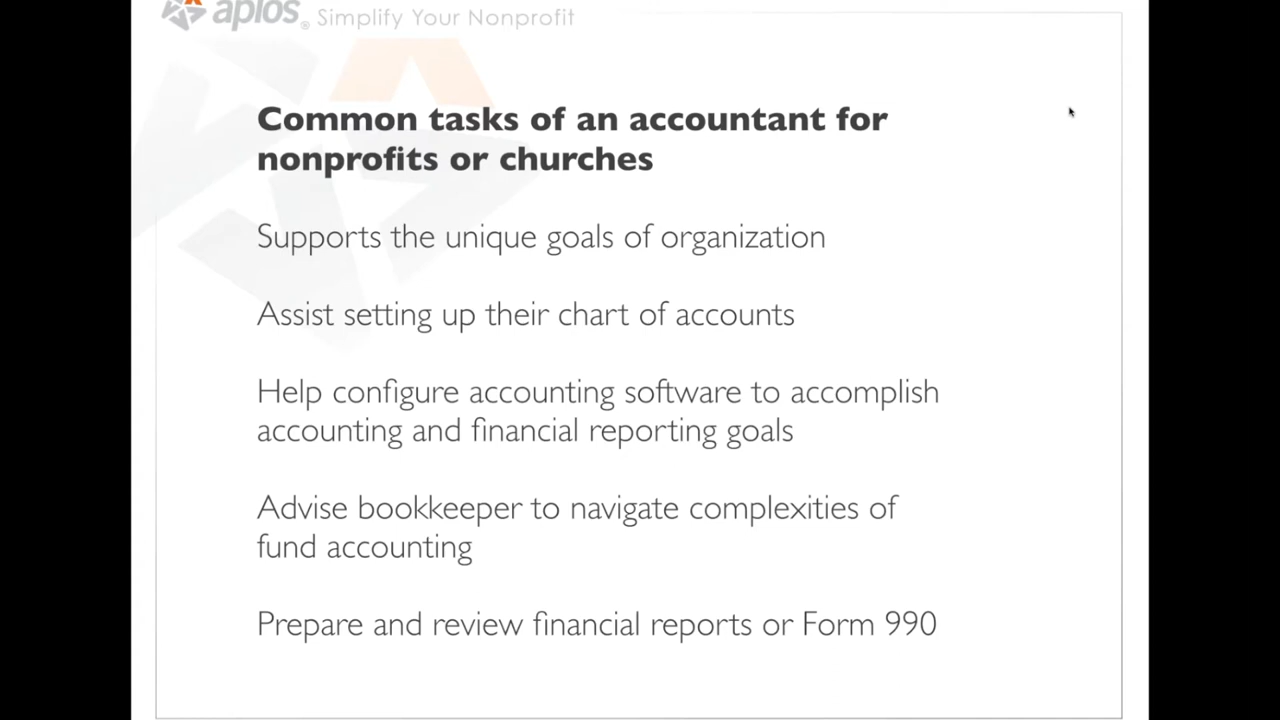 aplos® Simplify Your Nonprofit
Common tasks of an accountant for
nonprofits or churches
Supports the unique goals of organization
Assist setting up their chart of accounts
Help configure accounting software to accomplish
accounting and financial reporting goals
Advise bookkeeper to navigate complexities of
fund accounting
Prepare and review financial reports or Form 990